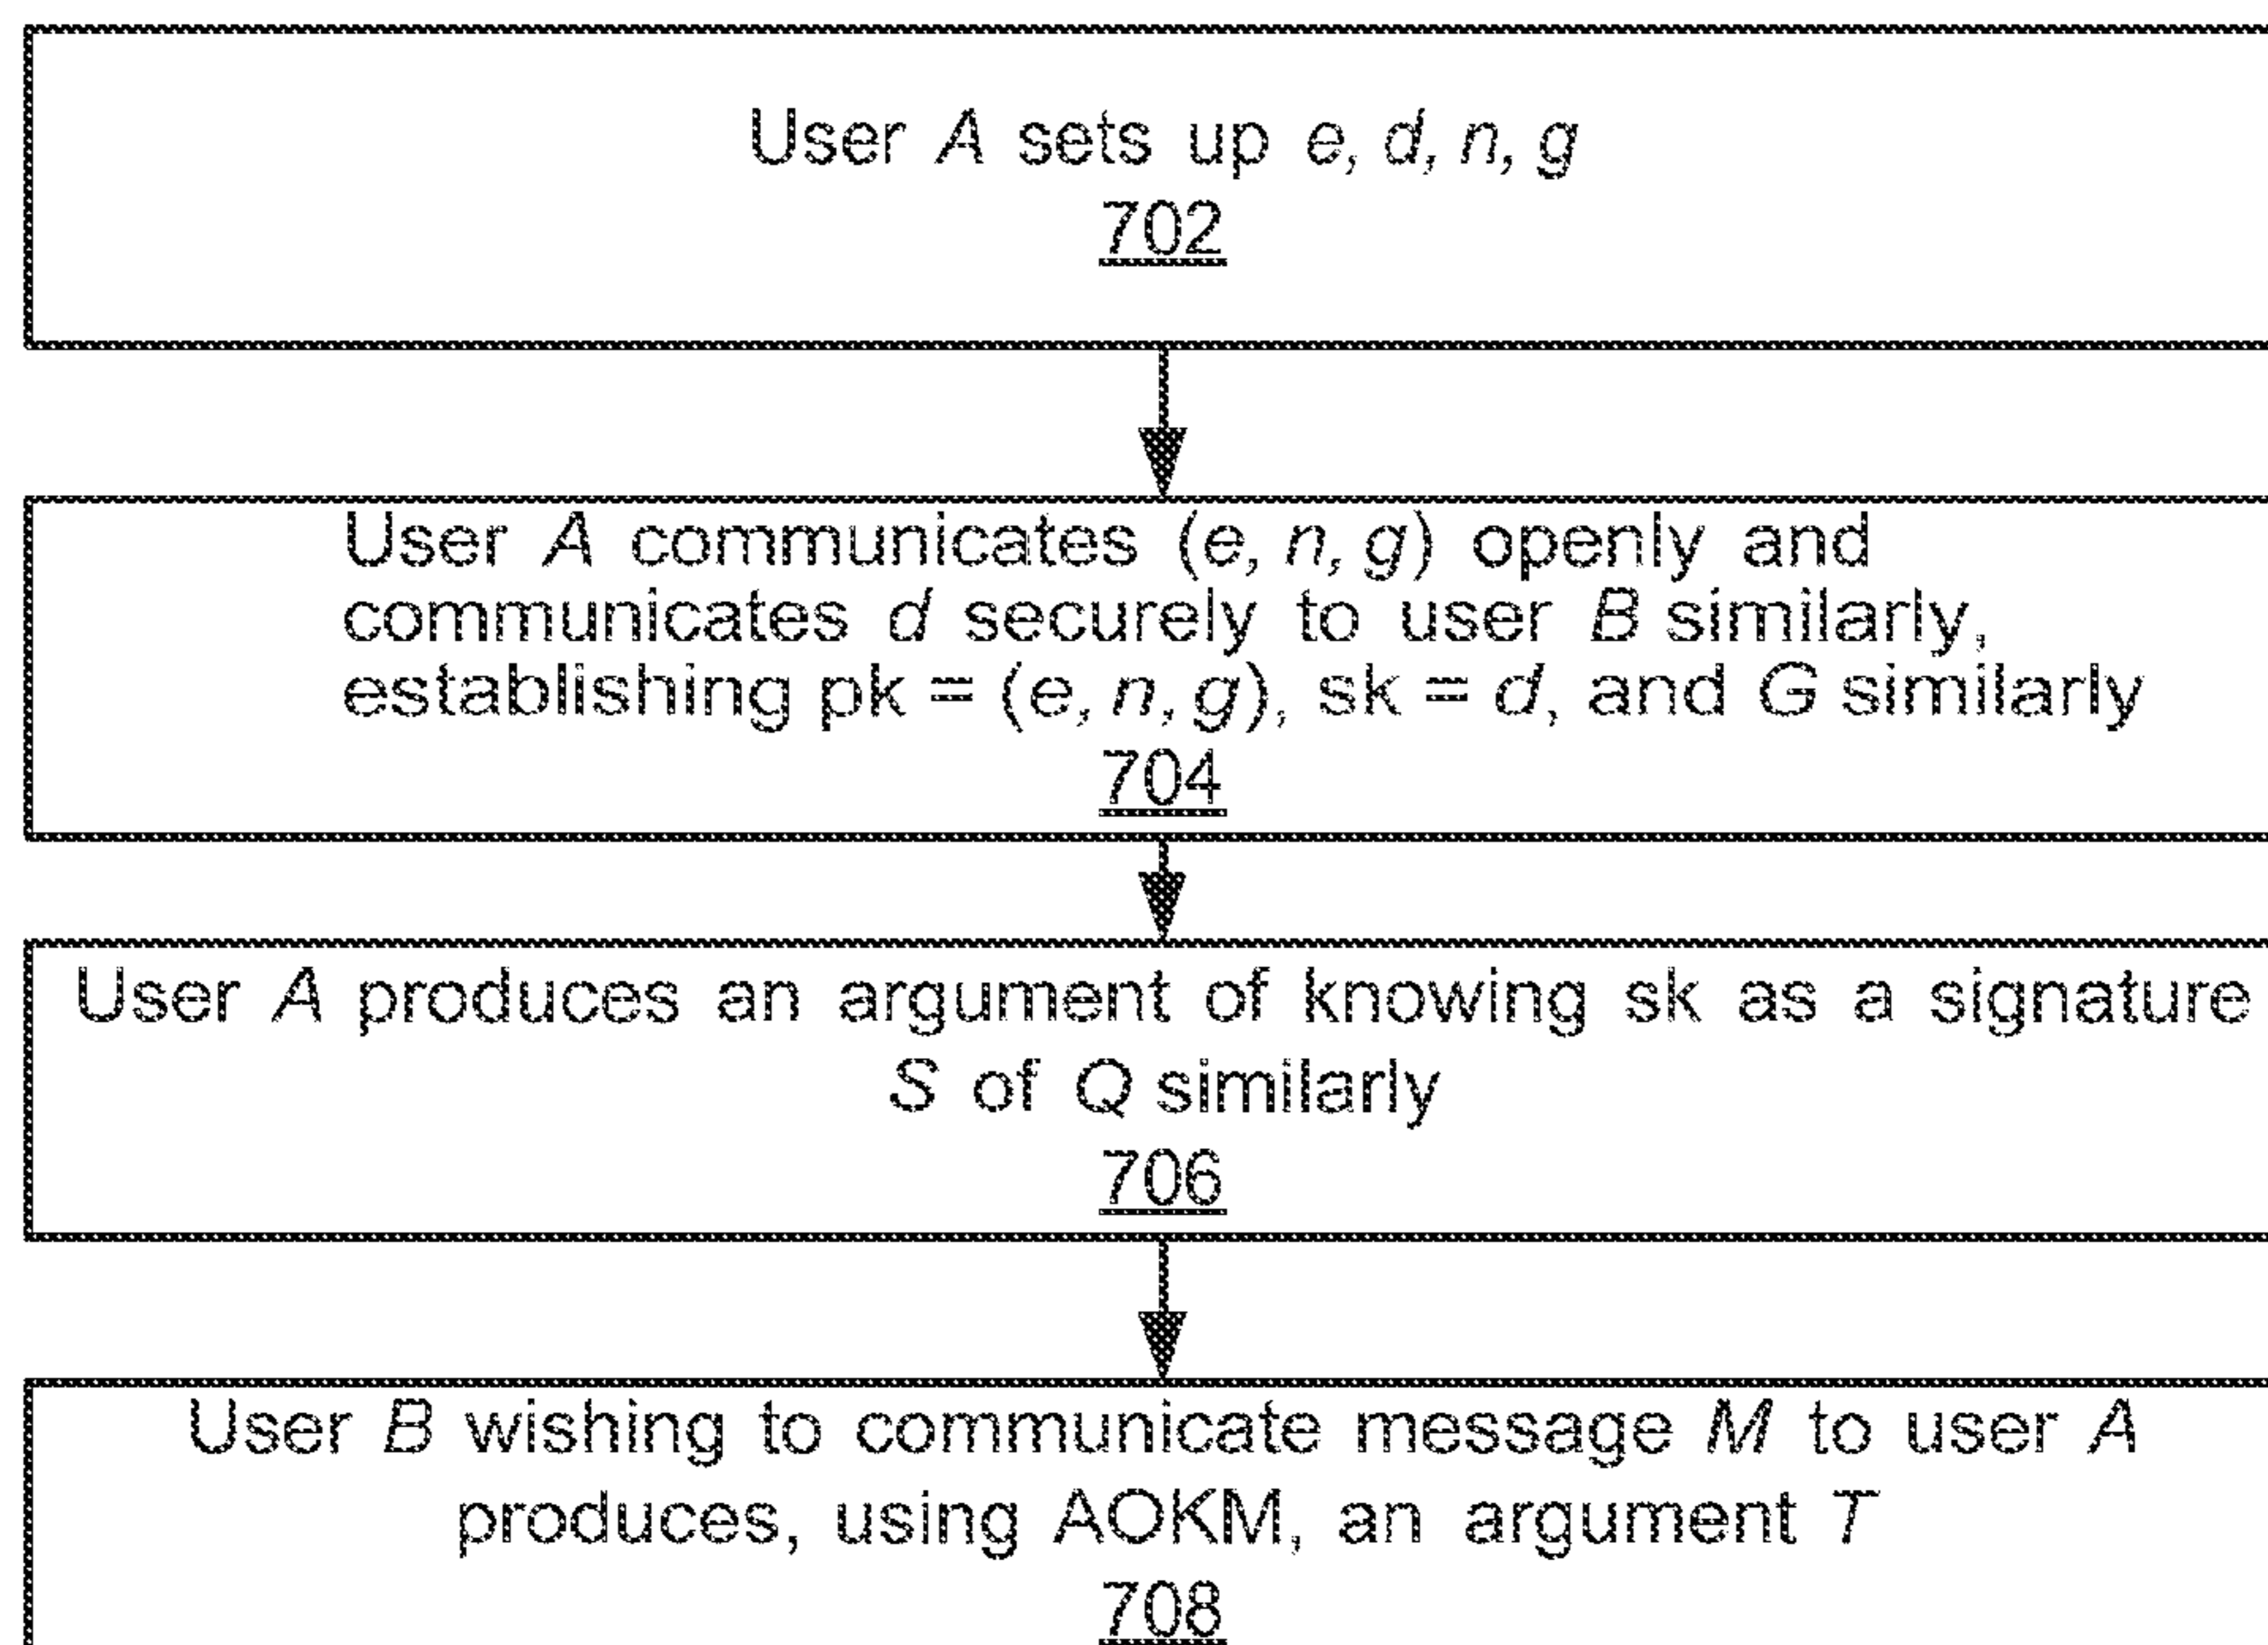 User A sets up e, d, n, g
702
User A communicates (e, n, g) openly and
communicates d securely to user B similarly,
establishing pk = (e, n, g), sk = d, and G similarly
704
User A produces an argument of knowing sk as a signature
S of Q similarly
706
User B wishing to communicate message M to user A
produces, using AOKM, an argument T
708